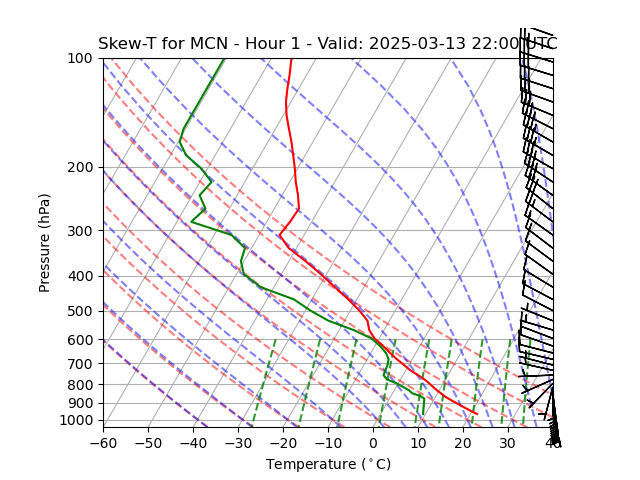 Skew-T for MCN - Hour 1 - Valid: 2025-03-13 22:00 UTC
100
200
300
400
500
600
700
800
900
1000
Pressure (hPa)
−60 −50 −40 −30 −20 −10 0 10 20 30 40
Temperature (°C)